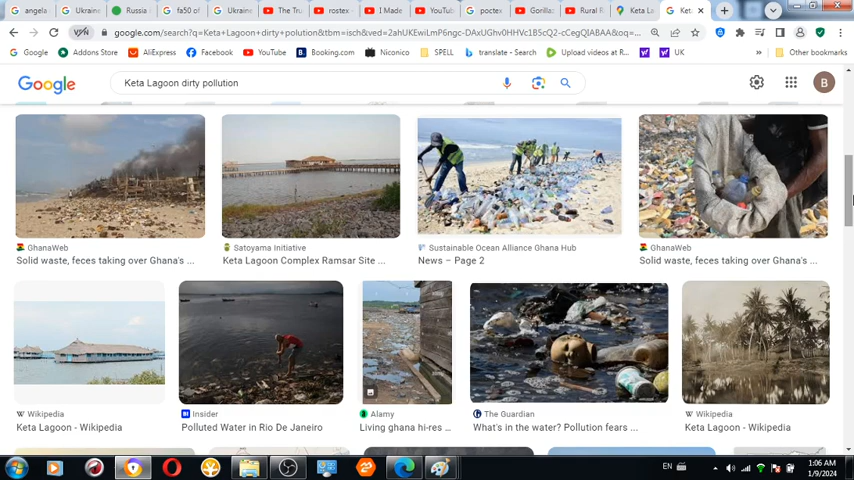 angela
Ukraine
Russia
fa50 of
Ukraine
The Tru
rostex -
I Made
YouTub
poctex
Gorilla
Rural R
Keta La
Ket
VPN
google.com/search?q=Keta+Lagoon+dirty+polution&tbm=isch&ved=2ahUKEwiLmP6ngc-DAxUGhv0HHVc1B5cQ2-cCegQIABAA&oq=...
Google
Addons Store
AliExpress
Facebook
YouTube
Booking.com
Niconico
SPELL
translate - Search
Upload videos at R...
UK
»
Other bookmarks
Google
Keta Lagoon dirty pollution
B
GhanaWeb
Solid waste, feces taking over Ghana's ...
Satoyama Initiative
Keta Lagoon Complex Ramsar Site ...
Sustainable Ocean Alliance Ghana Hub
News – Page 2
GhanaWeb
Solid waste, feces taking over Ghana's ...
W Wikipedia
Keta Lagoon - Wikipedia
Insider
Polluted Water in Rio De Janeiro
Alamy
Living ghana hi-res ...
The Guardian
What's in the water? Pollution fears ...
W Wikipedia
Keta Lagoon - Wikipedia
EN
1:06 AM
1/9/2024